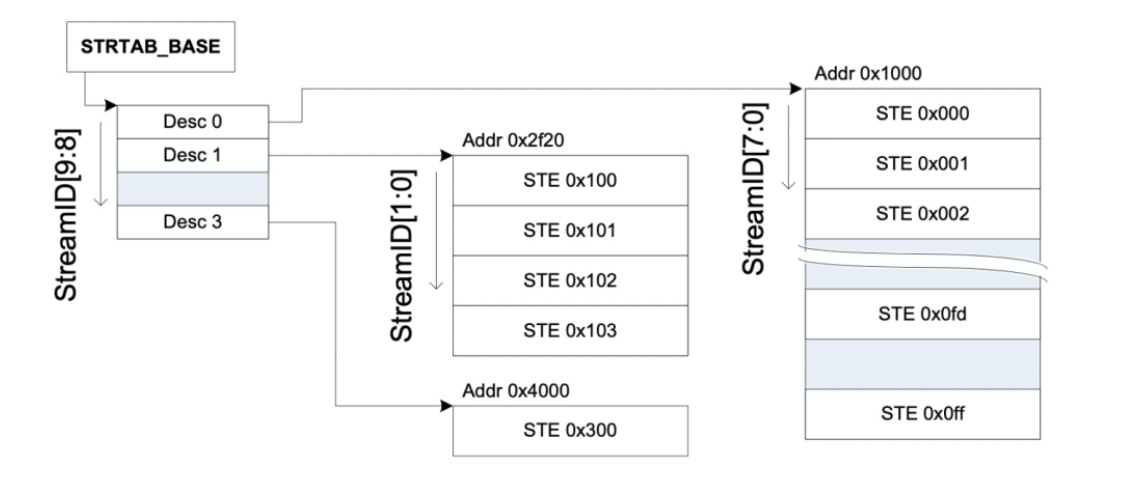 STRTAB_BASE
StreamID[9:8]
Desc 0
Desc 1
Desc 3
Addr 0x2f20
StreamID[1:0]
STE 0x100
STE 0x101
STE 0x102
STE 0x103
Addr 0x4000
STE 0x300
Addr 0x1000
StreamID[7:0]
STE 0x000
STE 0x001
STE 0x002
STE 0x0fd
STE 0x0ff